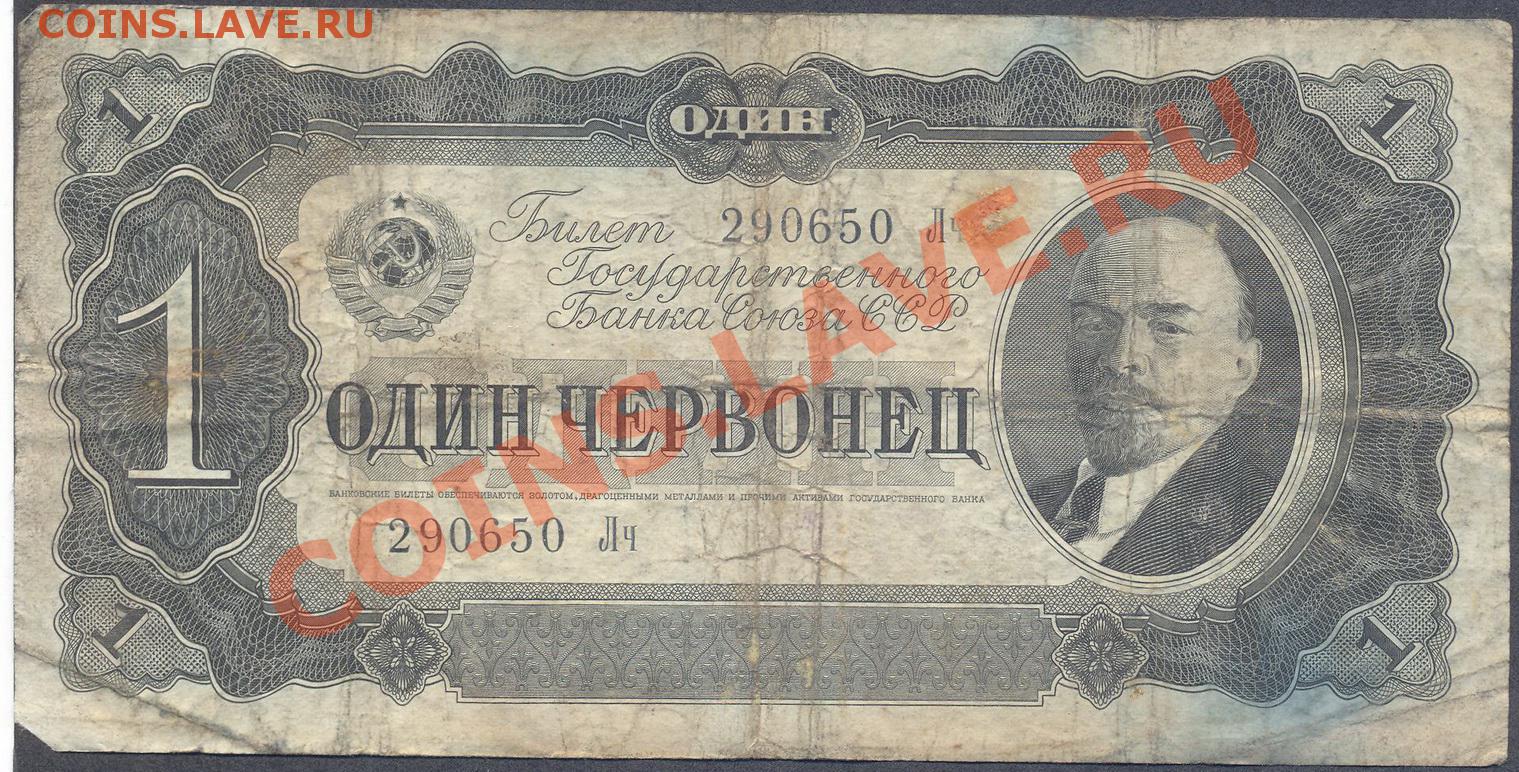 COINS.LAVE.RU
1
ОДИН
1
Билет 290650 Лч
Государственного
Банка Союза ССР
1
ОДИН
ОДИН ЧЕРВОНЕЦ
БАНКОВСКИЕ БИЛЕТЫ ОБЕСПЕЧИВАЮТСЯ ЗОЛОТОМ, ДРАГОЦЕННЫМИ МЕТАЛЛАМИ И ПРОЧИМИ АКТИВАМИ ГОСУДАРСТВЕННОГО БАНКА
290650 Лч
1
1
COINS.LAVE.RU